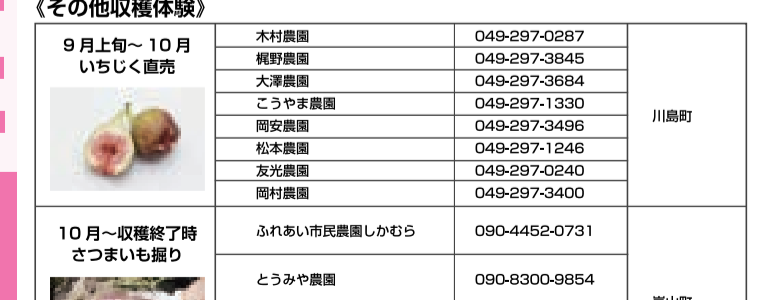 《その他収穫体験》
9月上旬〜10月
いちじく直売
木村農園 049-297-0287
梶野農園 049-297-3845
大澤農園 049-297-3684
こうやま農園 049-297-1330
岡安農園 049-297-3496
松本農園 049-297-1246
友光農園 049-297-0240
岡村農園 049-297-3400
川島町
10月〜収穫終了時
さつまいも掘り
ふれあい市民農園しかむら 090-4452-0731
とうみや農園 090-8300-9854